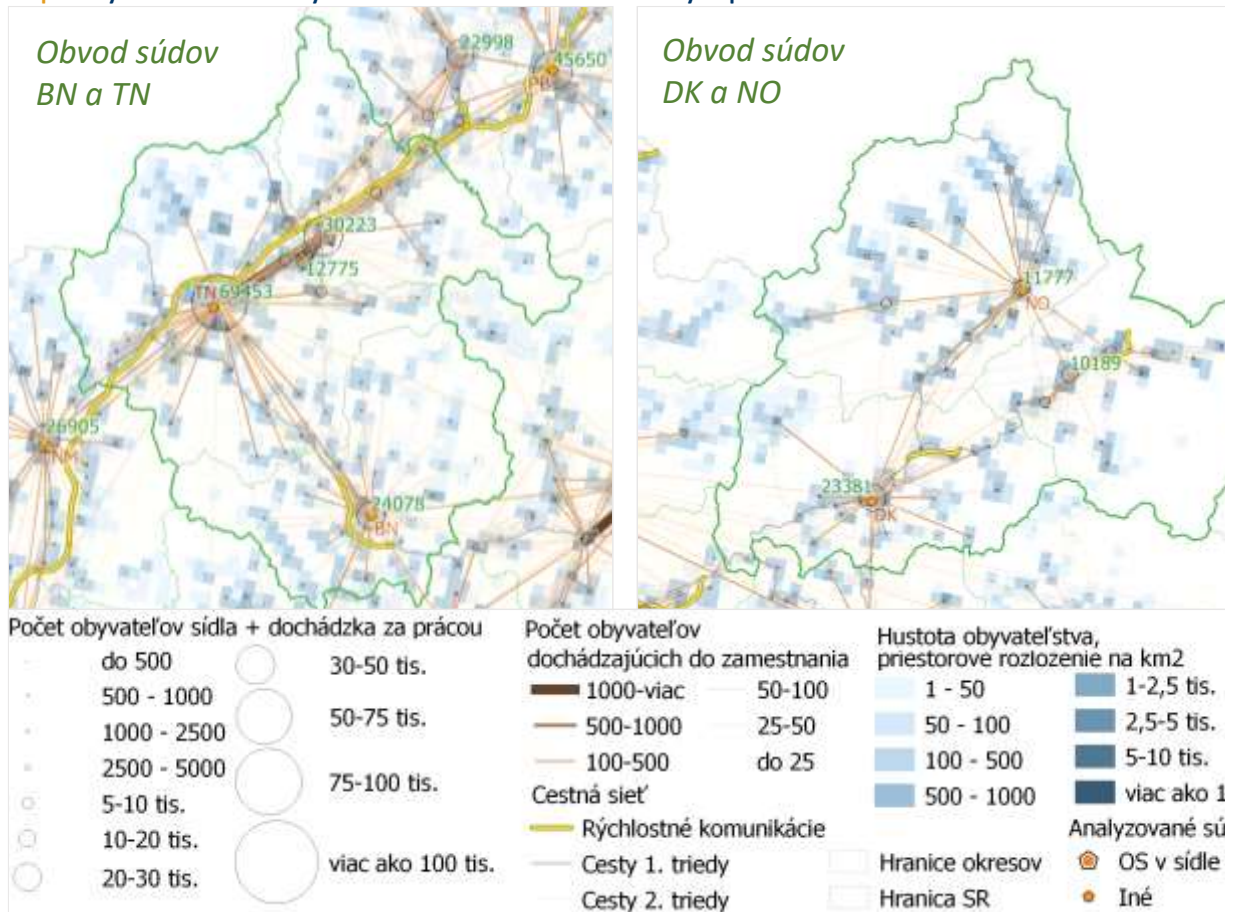 Obvod súdov
BN a TN
22998
45650
PB
30223
12775
TN 69453
26905
24078
BN
Obvod súdov
DK a NO
11777
NO
10189
23381
DK
Počet obyvateľov sídla + dochádzka za prácou
do 500
500 - 1000
1000 - 2500
2500 - 5000
5-10 tis.
10-20 tis.
20-30 tis.
30-50 tis.
50-75 tis.
75-100 tis.
viac ako 100 tis.
Počet obyvateľov
dochádzajúcich do zamestnania
1000-viac
500-1000
100-500
50-100
25-50
do 25
Cestná sieť
Rýchlostné komunikácie
Cesty 1. triedy
Cesty 2. triedy
Hustota obyvateľstva,
priestorové rozloženie na km2
1 - 50
50 - 100
100 - 500
500 - 1000
1-2,5 tis.
2,5-5 tis.
5-10 tis.
viac ako 1
Hranice okresov
Hranica SR
Analyzované sú
OS v sídle
Iné